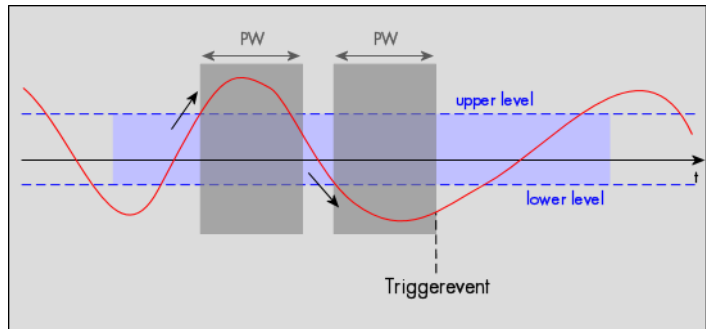 PW
PW
upper level
t
lower level
Triggerevent